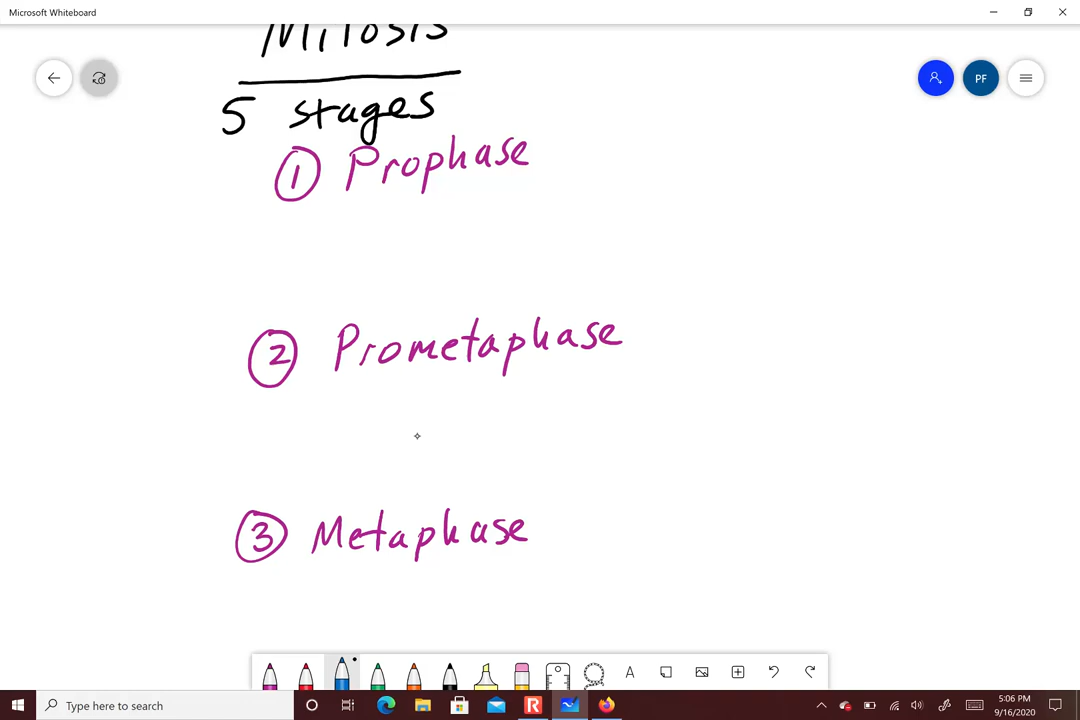 Microsoft Whiteboard
Mitosis
5 stages
① Prophase
② Prometaphase
③ Metaphase
PF
A
Type here to search
R
5:06 PM
9/16/2020